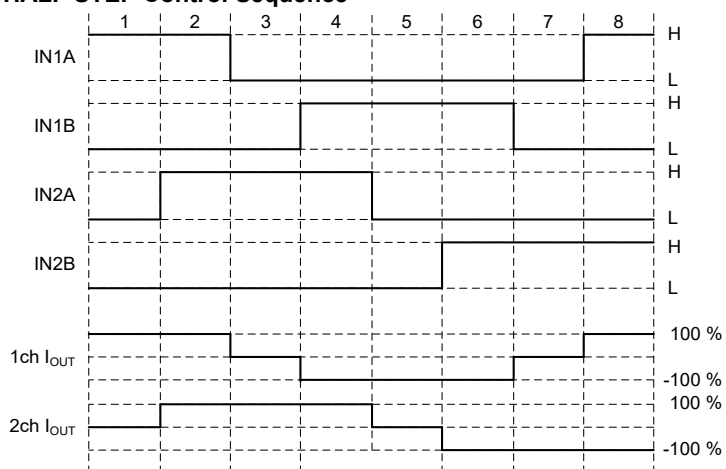 HALF-STEP Control Sequence
1 2 3 4 5 6 7 8
IN1A H
L
IN1B H
L
IN2A H
L
IN2B H
L
1ch IOUT 100 %
-100 %
2ch IOUT 100 %
-100 %